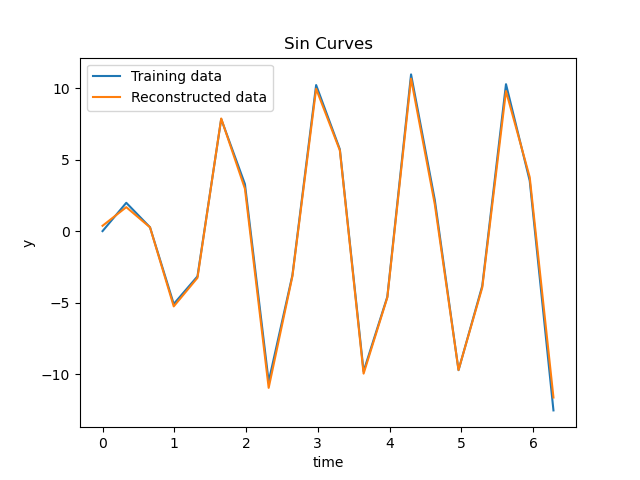 Sin Curves
Training data
Reconstructed data
10
5
0
−5
−10
y
0 1 2 3 4 5 6
time